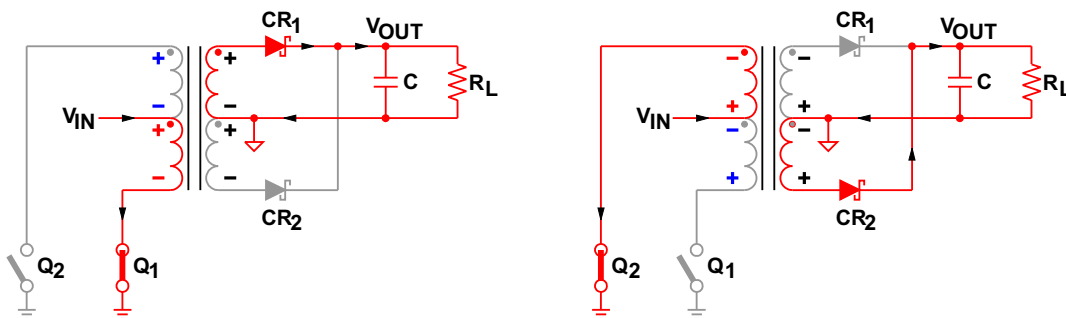 CR1
VOUT
+
+
C
RL
–
–
VIN
+
+
–
–
CR2
Q2
Q1
CR1
VOUT
–
–
C
RL
+
+
VIN
–
–
+
+
CR2
Q2
Q1